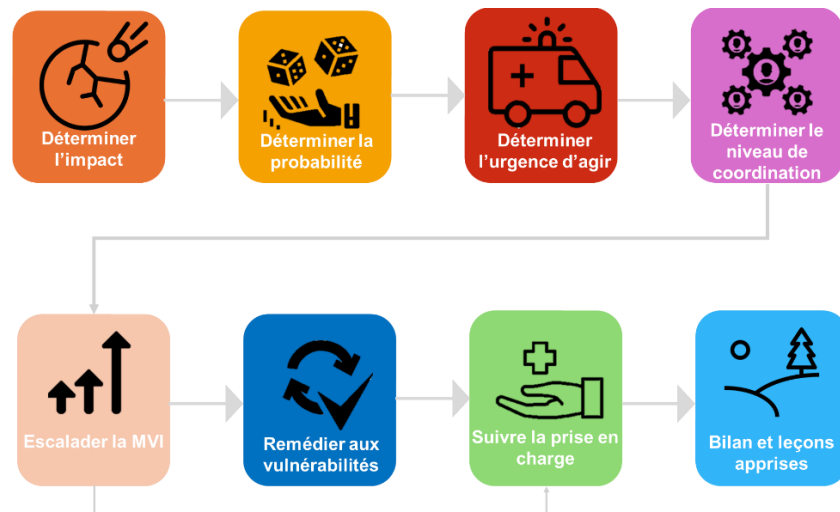 Déterminer
l'impact
Déterminer la
probabilité
Déterminer
l'urgence d'agir
Déterminer le
niveau de
coordination
Escalader la MVI
Remédier aux
vulnérabilités
Suivre la prise en
charge
Bilan et leçons
apprises